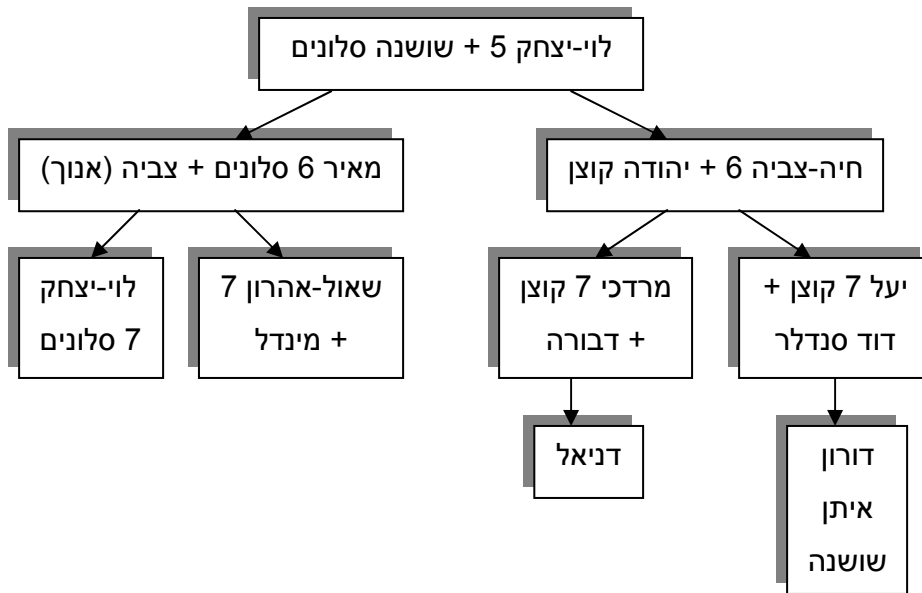 לוי-יצחק 5 + שושנה סלונים
חיה-צביה 6 + יהודה קוצן
מאיר 6 סלונים + צביה (אנוך)
יעל 7 קוצן +
דוד סנדלר
מרדכי 7 קוצן
+ דבורה
שאול-אהרון 7
+ מינדל
לוי-יצחק
7 סלונים
דורון
איתן
שושנה
דניאל